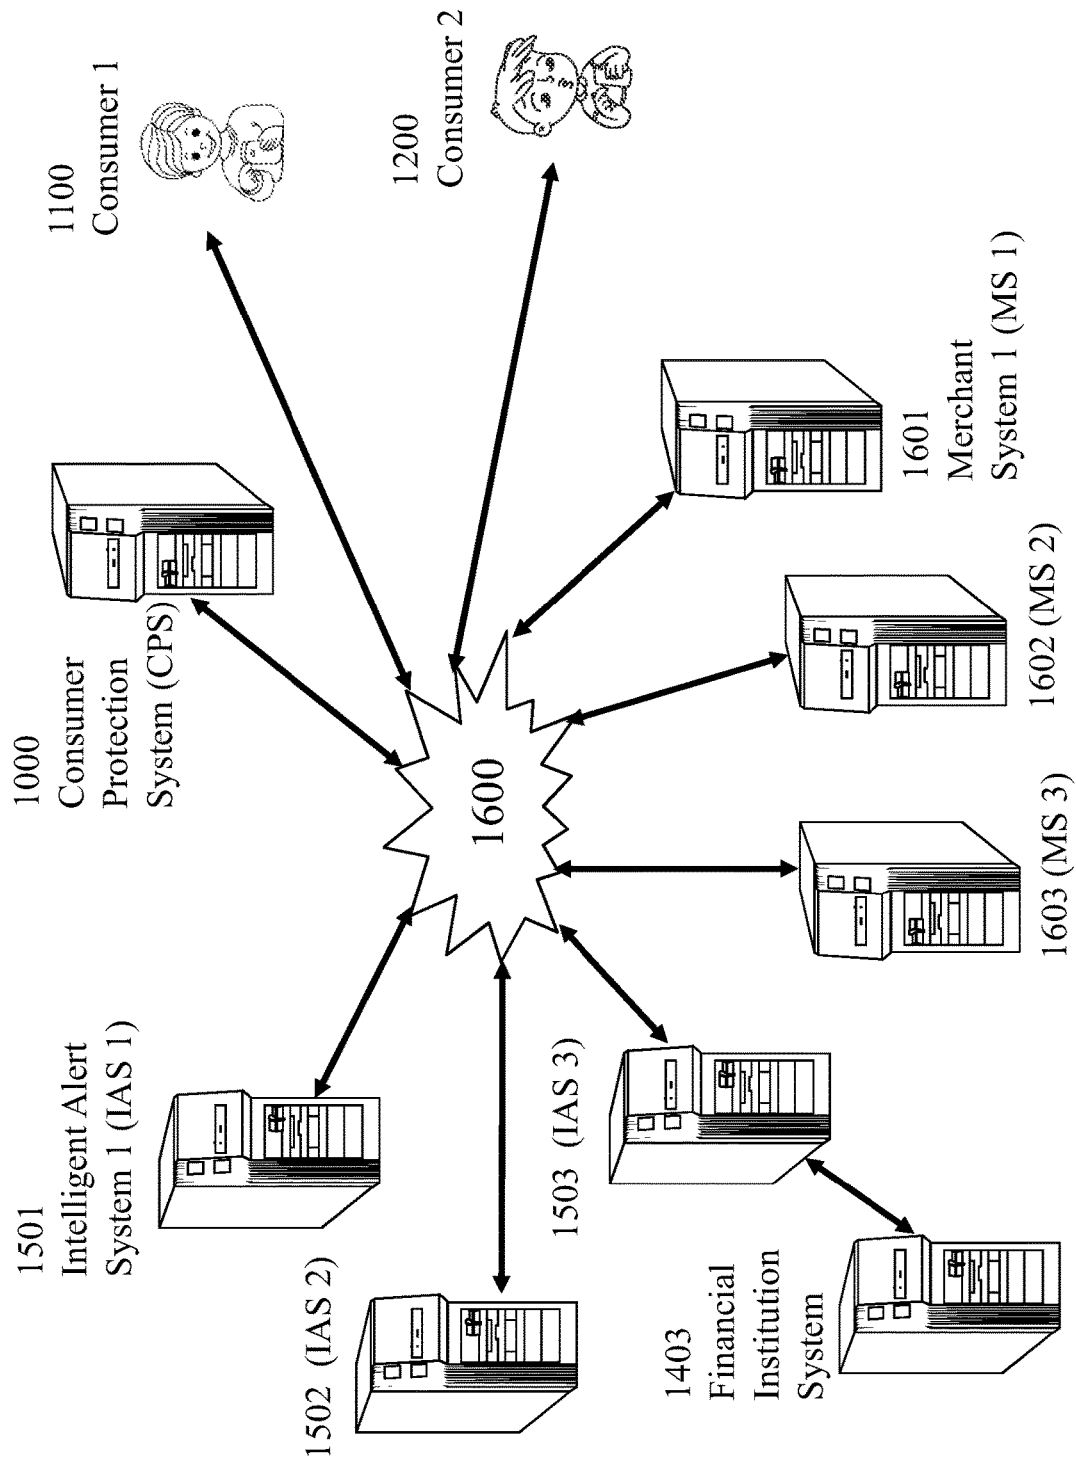 1501
Intelligent Alert
System 1 (IAS 1)
1000
Consumer
Protection
System (CPS)
1100
Consumer 1
1502 (IAS 2)
1200
Consumer 2
1600
1503 (IAS 3)
1403
Financial
Institution
System
1601
Merchant
System 1 (MS 1)
1602 (MS 2)
1603 (MS 3)